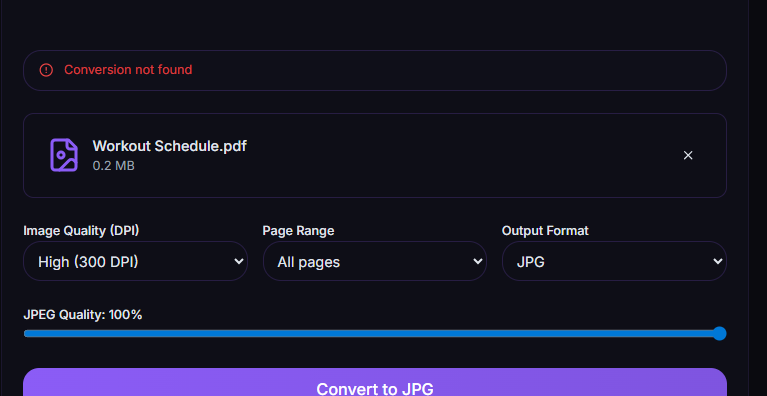 Conversion not found
Workout Schedule.pdf
0.2 MB
Image Quality (DPI)
Page Range
Output Format
High (300 DPI)
All pages
JPG
JPEG Quality: 100%
Convert to JPG